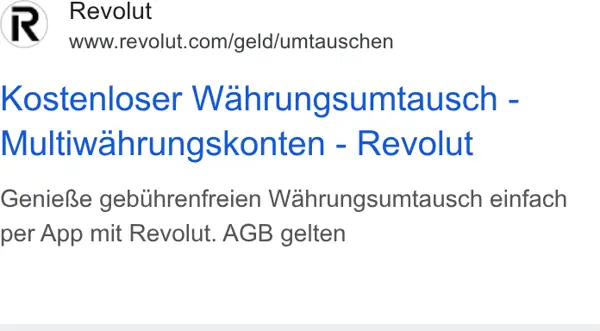 Revolut
www.revolut.com/geld/umtauschen
Kostenloser Währungsumtausch -
Multiwährungskonten - Revolut
Genieße gebührenfreien Währungsumtausch einfach
per App mit Revolut. AGB gelten